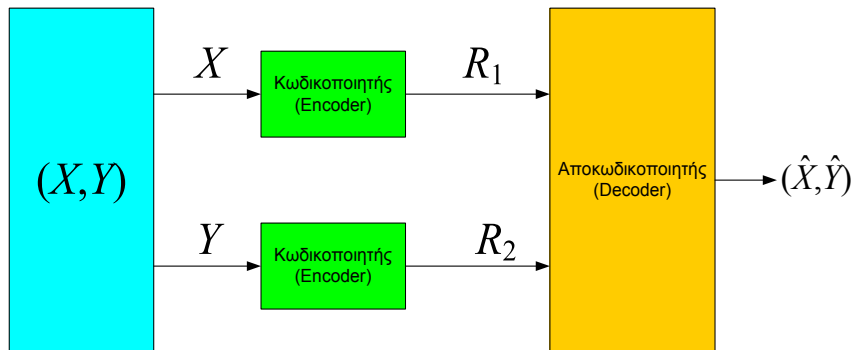 (X,Y)
X
Κωδικοποιητής
(Encoder)
R₁
Y
Κωδικοποιητής
(Encoder)
R₂
Αποκωδικοποιητής
(Decoder)
(X̂,Ŷ)